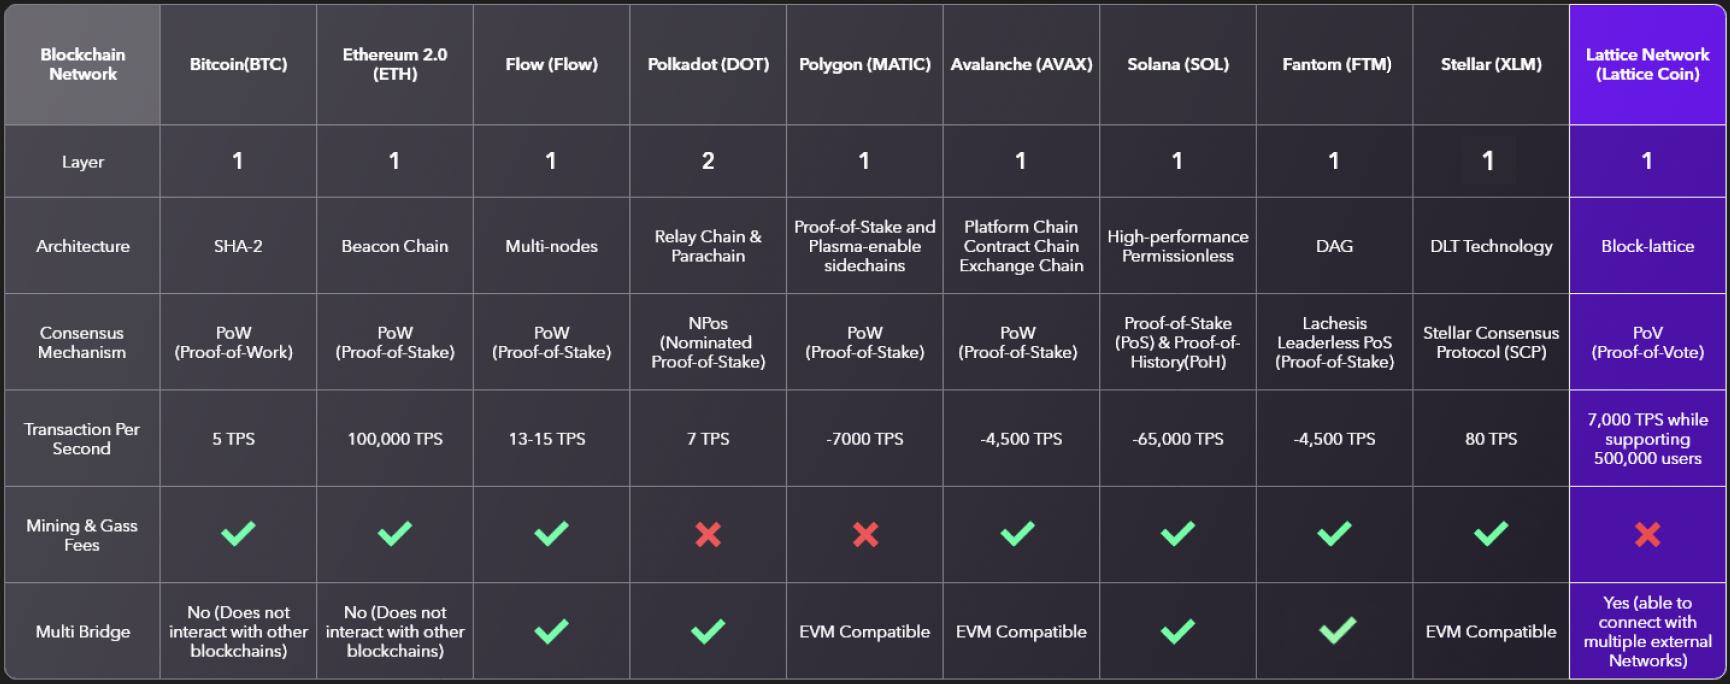 Blockchain
Network
Bitcoin(BTC)
Ethereum 2.0
(ETH)
Flow (Flow)
Polkadot (DOT)
Polygon (MATIC)
Avalanche (AVAX)
Solana (SOL)
Fantom (FTM)
Stellar (XLM)
Lattice Network
(Lattice Coin)
Layer
1
1
1
2
1
1
1
1
1
1
Architecture
SHA-2
Beacon Chain
Multi-nodes
Relay Chain &
Parachain
Proof-of-Stake and
Plasma-enable
sidechains
Platform Chain
Contract Chain
Exchange Chain
High-performance
Permissionless
DAG
DLT Technology
Block-lattice
Consensus
Mechanism
PoW
(Proof-of-Work)
PoW
(Proof-of-Stake)
PoW
(Proof-of-Stake)
NPos
(Nominated
Proof-of-Stake)
PoW
(Proof-of-Stake)
PoW
(Proof-of-Stake)
Proof-of-Stake
(PoS) & Proof-of-
History(PoH)
Lachesis
Leaderless PoS
(Proof-of-Stake)
Stellar Consensus
Protocol (SCP)
PoV
(Proof-of-Vote)
Transaction Per
Second
5 TPS
100,000 TPS
13-15 TPS
7 TPS
-7000 TPS
-4,500 TPS
-65,000 TPS
-4,500 TPS
80 TPS
7,000 TPS while
supporting
500,000 users
Mining & Gass
Fees
Multi Bridge
No (Does not
interact with other
blockchains)
No (Does not
interact with other
blockchains)
EVM Compatible
EVM Compatible
EVM Compatible
Yes (able to
connect with
multiple external
Networks)